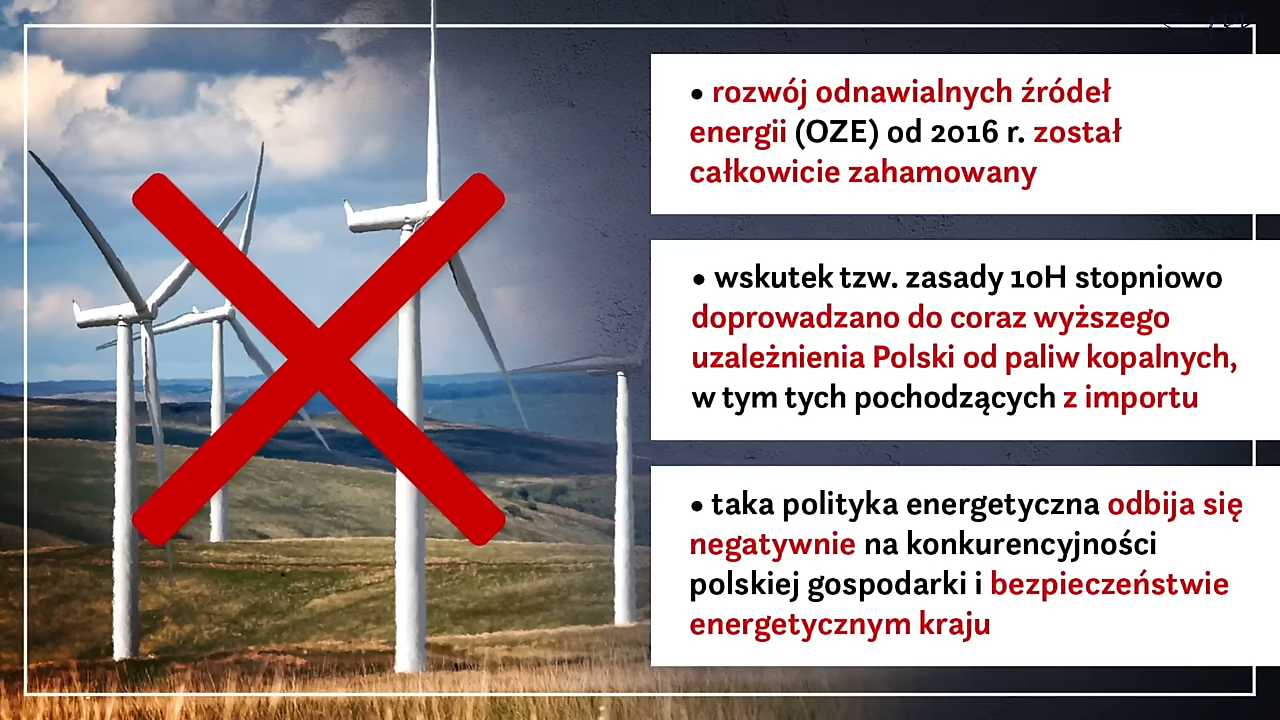 • rozwój odnawialnych źródeł
energii (OZE) od 2016 r. został
całkowicie zahamowany
• wskutek tzw. zasady 10H stopniowo
doprowadzano do coraz wyższego
uzależnienia Polski od paliw kopalnych,
w tym tych pochodzących z importu
• taka polityka energetyczna odbija się
negatywnie na konkurencyjności
polskiej gospodarki i bezpieczeństwie
energetycznym kraju